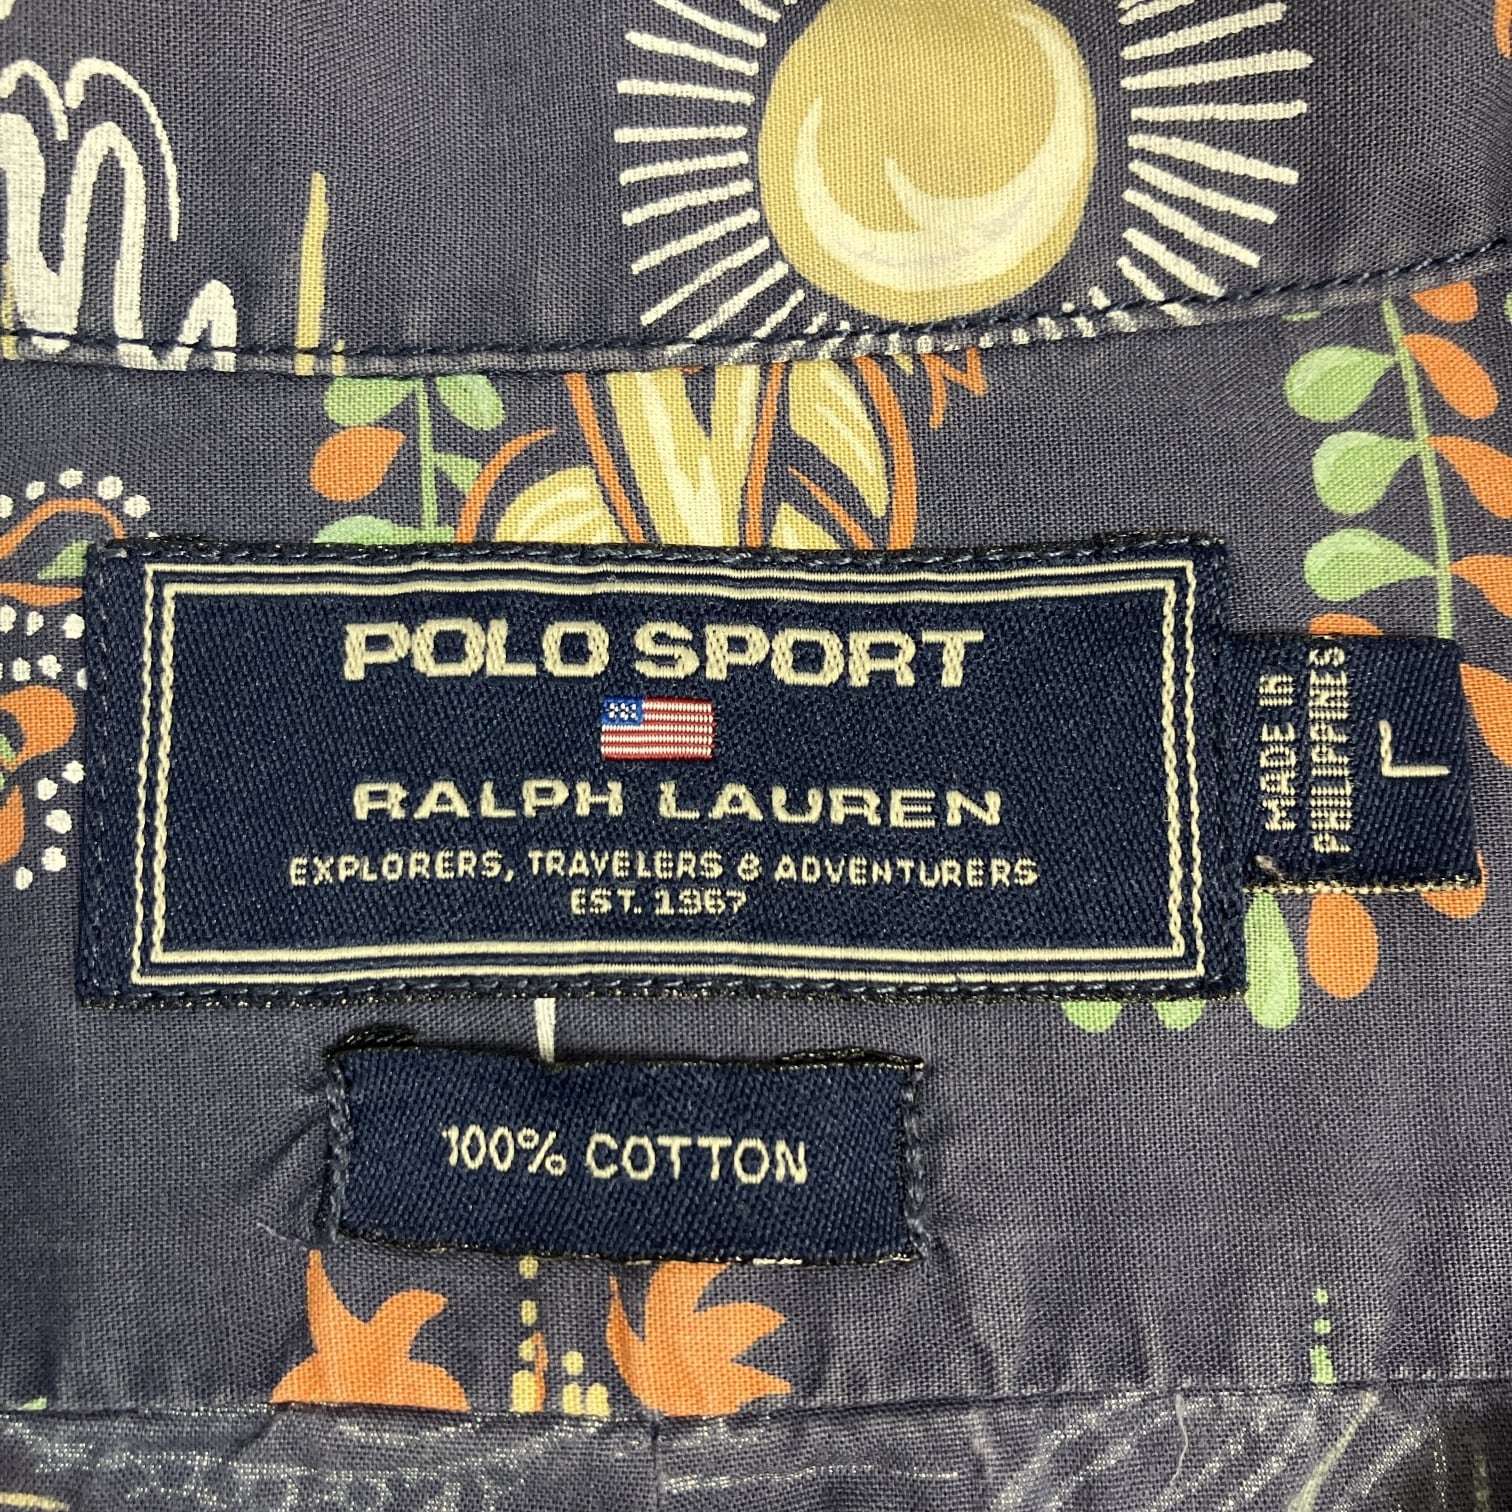 POLO SPORT
RALPH LAUREN
EXPLORERS, TRAVELERS & ADVENTURERS
EST. 1967
MADE IN
PHILIPPINES
L
100% COTTON